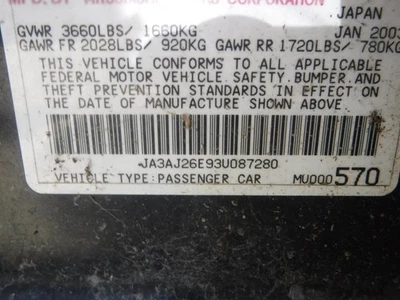 MFD. BY
JAPAN
GVWR 3660LBS/ 1660KG JAN 2003
GAWR FR 2028LBS/ 920KG GAWR RR 1720LBS/ 780KG
THIS VEHICLE CONFORMS TO ALL APPLICABLE
FEDERAL MOTOR VEHICLE SAFETY, BUMPER, AND
THEFT PREVENTION STANDARDS IN EFFECT ON
THE DATE OF MANUFACTURE SHOWN ABOVE.
JA3AJ26E93U087280
VEHICLE TYPE: PASSENGER CAR MU000570